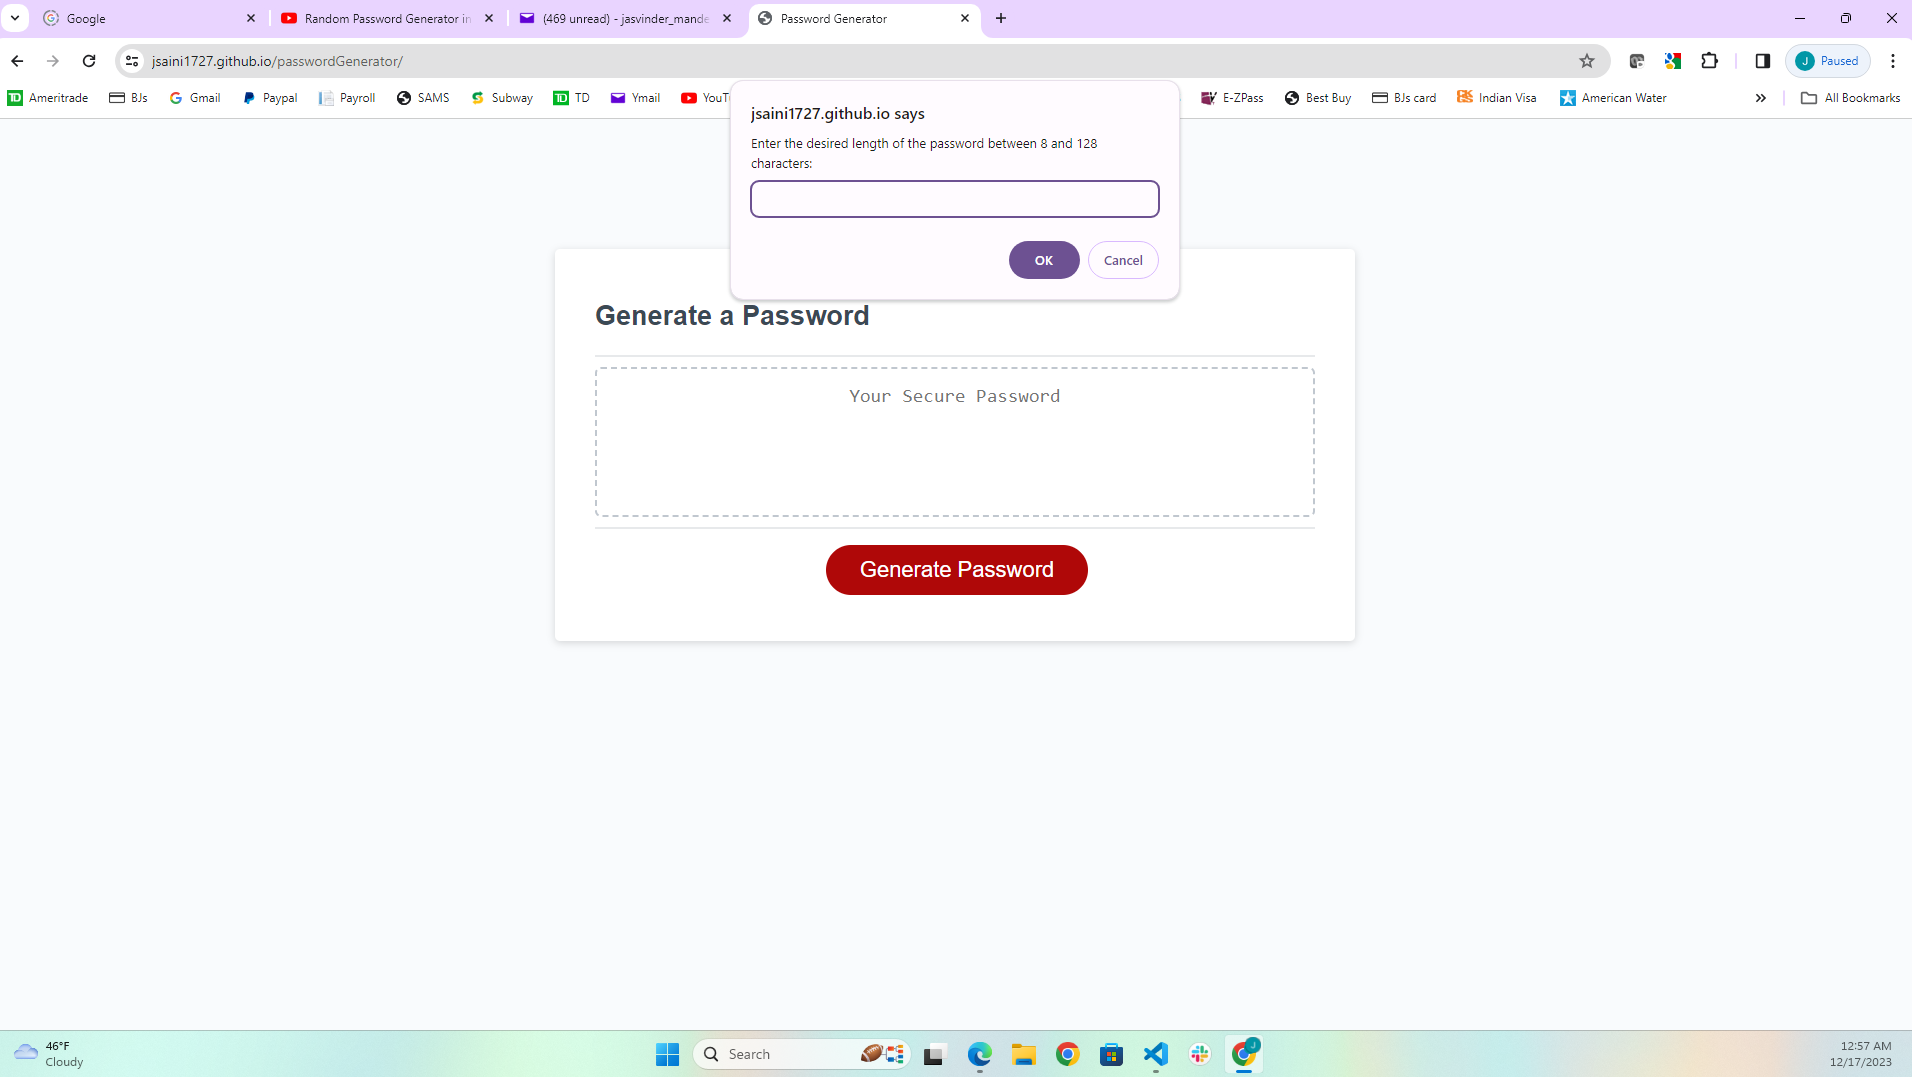 Google
Random Password Generator in
(469 unread) - jasvinder_mande
Password Generator
jsaini1727.github.io/passwordGenerator/
J
Paused
Ameritrade
BJs
Gmail
Paypal
Payroll
SAMS
Subway
TD
Ymail
YouTu
E-ZPass
Best Buy
BJs card
Indian Visa
American Water
All Bookmarks
jsaini1727.github.io says
Enter the desired length of the password between 8 and 128
characters:
OK
Cancel
Generate a Password
Your Secure Password
Generate Password
46°F
Cloudy
Search
12:57 AM
12/17/2023